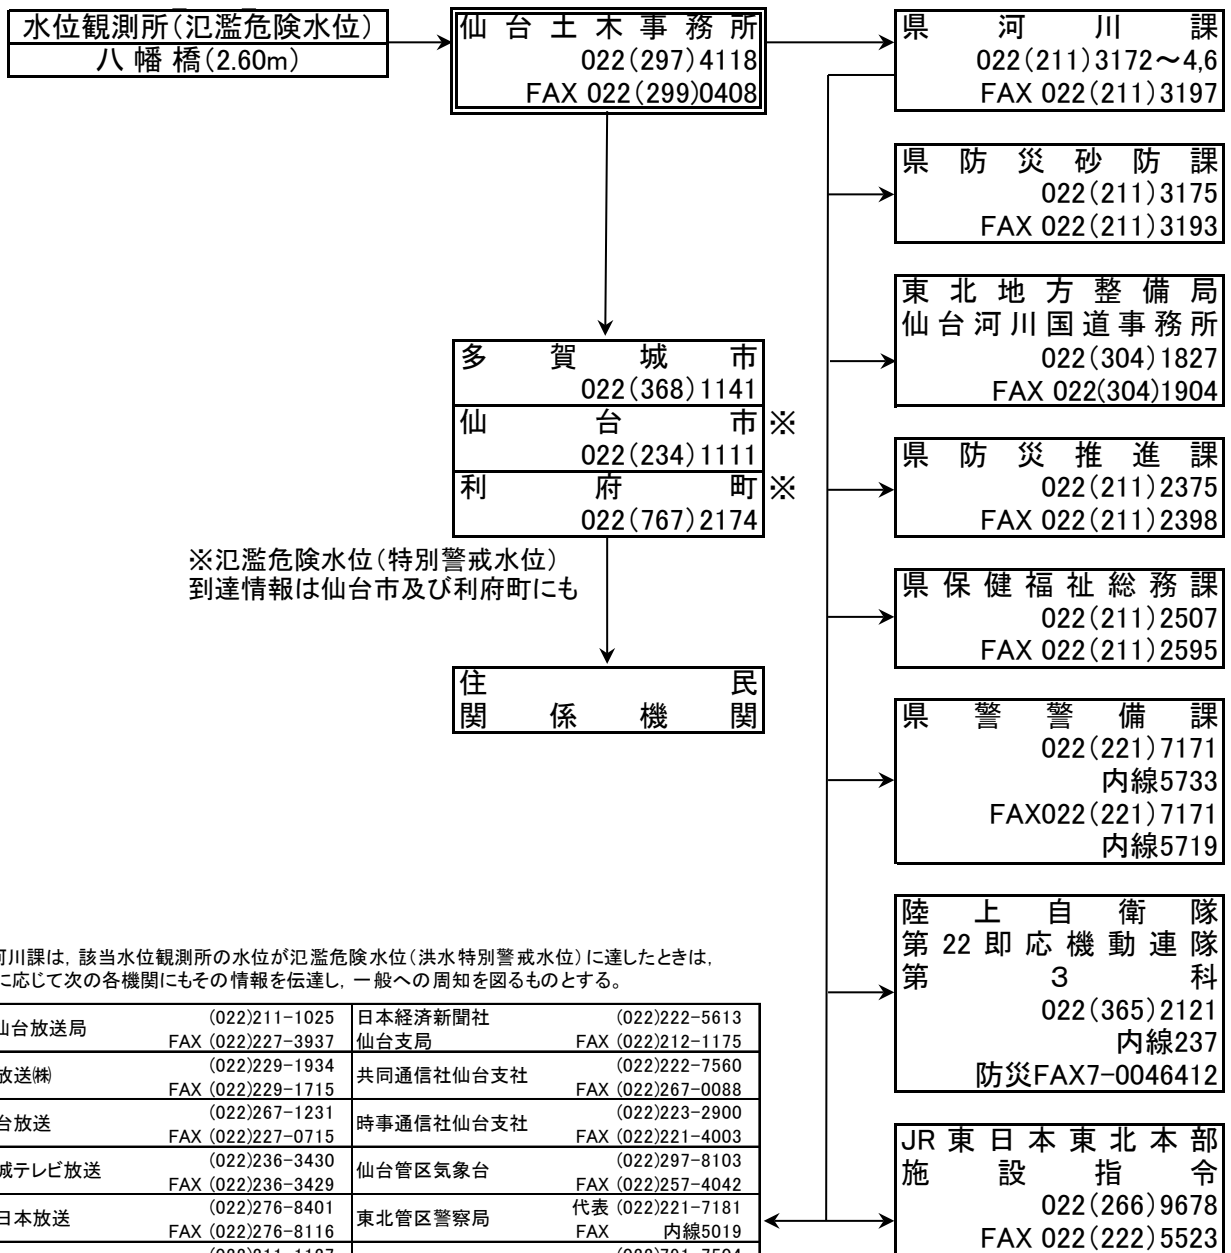 水位観測所(氾濫危険水位)
八幡橋(2.60m)
仙台土木事務所
022(297)4118
FAX 022(299)0408
県河川課
022(211)3172～4,6
FAX 022(211)3197
県防災砂防課
022(211)3175
FAX 022(211)3193
東北地方整備局
仙台河川国道事務所
022(304)1827
FAX 022(304)1904
多賀城市
022(368)1141
仙台市※
022(234)1111
利府町※
022(767)2174
県防災推進課
022(211)2375
FAX 022(211)2398
※氾濫危険水位(特別警戒水位)
到達情報は仙台市及び利府町にも
県保健福祉総務課
022(211)2507
FAX 022(211)2595
住民
関係機関
県警警備課
022(221)7171
内線5733
FAX022(221)7171
内線5719
陸上自衛隊
第22即応機動連隊
第3科
022(365)2121
内線237
防災FAX7-0046412
JR東日本東北本部
施設指令
022(266)9678
FAX 022(222)5523
河川課は，該当水位観測所の水位が氾濫危険水位(洪水特別警戒水位)に達したときは，
に応じて次の各機関にもその情報を伝達し，一般への周知を図るものとする。
仙台放送局 (022)211-1025
FAX (022)227-3937
日本経済新聞社 (022)222-5613
仙台支局 FAX (022)212-1175
放送㈱ (022)229-1934
FAX (022)229-1715
共同通信社仙台支社 (022)222-7560
FAX (022)267-0088
台放送 (022)267-1231
FAX (022)227-0715
時事通信社仙台支社 (022)223-2900
FAX (022)221-4003
城テレビ放送 (022)236-3430
FAX (022)236-3429
仙台管区気象台 (022)297-8103
FAX (022)257-4042
日本放送 (022)276-8401
FAX (022)276-8116
東北管区警察局 代表 (022)221-7181
FAX 内線5019